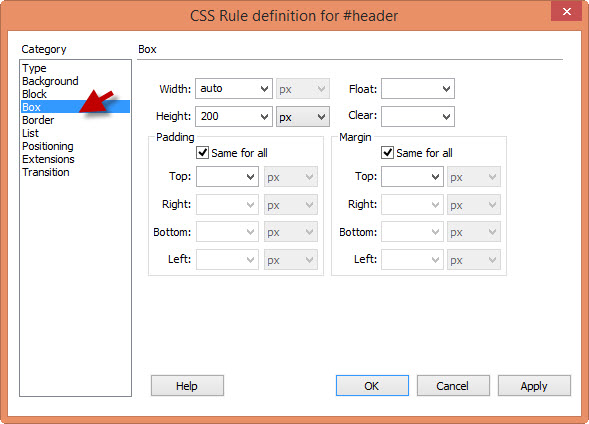 CSS Rule definition for #header
Category
Type
Background
Block
Box
Border
List
Positioning
Extensions
Transition
Box
Width: auto px Float:
Height: 200 px Clear:
Padding Margin
Same for all Same for all
Top: px Top: px
Right: px Right: px
Bottom: px Bottom: px
Left: px Left: px
Help OK Cancel Apply